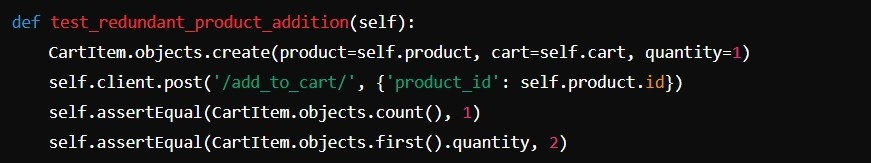 def test_redundant_product_addition(self):
    CartItem.objects.create(product=self.product, cart=self.cart, quantity=1)
    self.client.post('/add_to_cart/', {'product_id': self.product.id})
    self.assertEqual(CartItem.objects.count(), 1)
    self.assertEqual(CartItem.objects.first().quantity, 2)